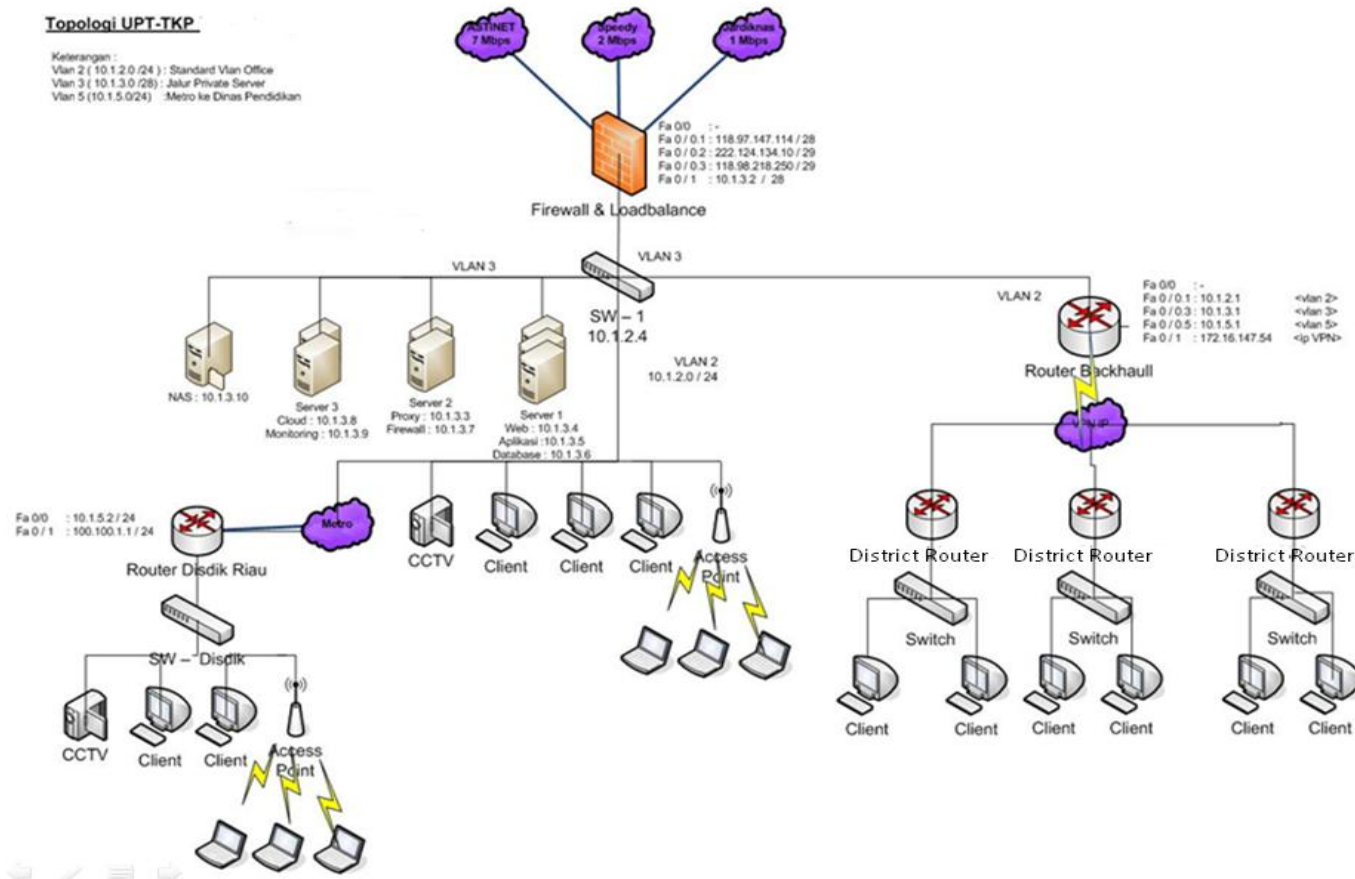 Topologi UPT-TKP
Keterangan :
Vlan 2 ( 10.1.2.0 /24 ) : Standard Vlan Office
Vlan 3 ( 10.1.3.0 /28) : Jalur Private Server
Vlan 5 (10.1.5.0/24) :Metro ke Dinas Pendidikan
ASTINET
7 Mbps
Speedy
2 Mbps
Jardiknas
1 Mbps
Fa 0/0 : -
Fa 0 / 0.1 : 118.97.147.114 / 28
Fa 0 / 0.2 : 222.124.134.10 / 29
Fa 0 / 0.3 : 118.98.218.250 / 29
Fa 0 / 1 : 10.1.3.2 / 28
Firewall & Loadbalance
VLAN 3
VLAN 3
SW – 1
10.1.2.4
VLAN 2
VLAN 2
10.1.2.0 / 24
Fa 0/0 : -
Fa 0 / 0.1 : 10.1.2.1 <vlan 2>
Fa 0 / 0.3 : 10.1.3.1 <vlan 3>
Fa 0 / 0.5 : 10.1.5.1 <vlan 5>
Fa 0 / 1 : 172.16.147.54 <ip VPN>
Router Backhaull
NAS : 10.1.3.10
Server 3
Cloud : 10.1.3.8
Monitoring : 10.1.3.9
Server 2
Proxy : 10.1.3.3
Firewall : 10.1.3.7
Server 1
Web : 10.1.3.4
Aplikasi :10.1.3.5
Database : 10.1.3.6
VPN IP
Fa 0/0 : 10.1.5.2 / 24
Fa 0 / 1 : 100.100.1.1 / 24
Router Disdik Riau
Metro
CCTV
Client
Client
Client
Access
Point
District Router
District Router
District Router
Switch
Switch
Switch
Client
Client
Client
Client
Client
Client
SW – Disdik
CCTV
Client
Client
Access
Point